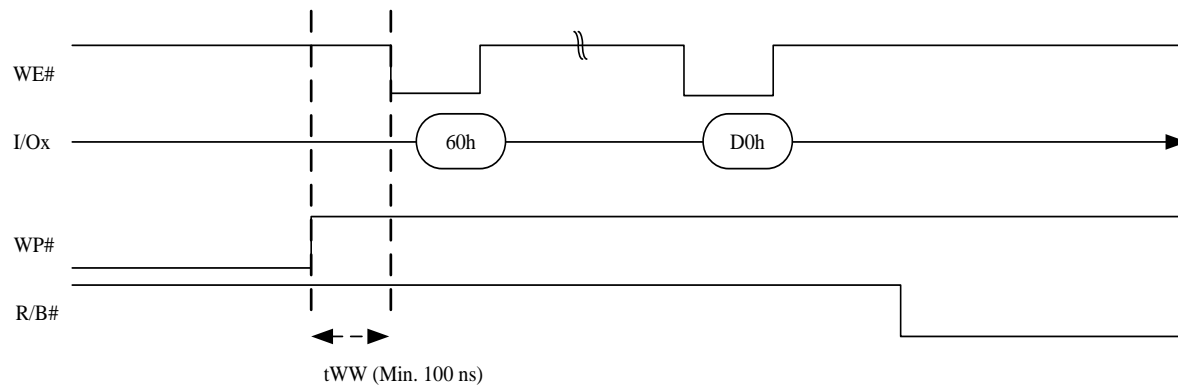 WE#
I/Ox
60h
D0h
WP#
R/B#
tWW (Min. 100 ns)